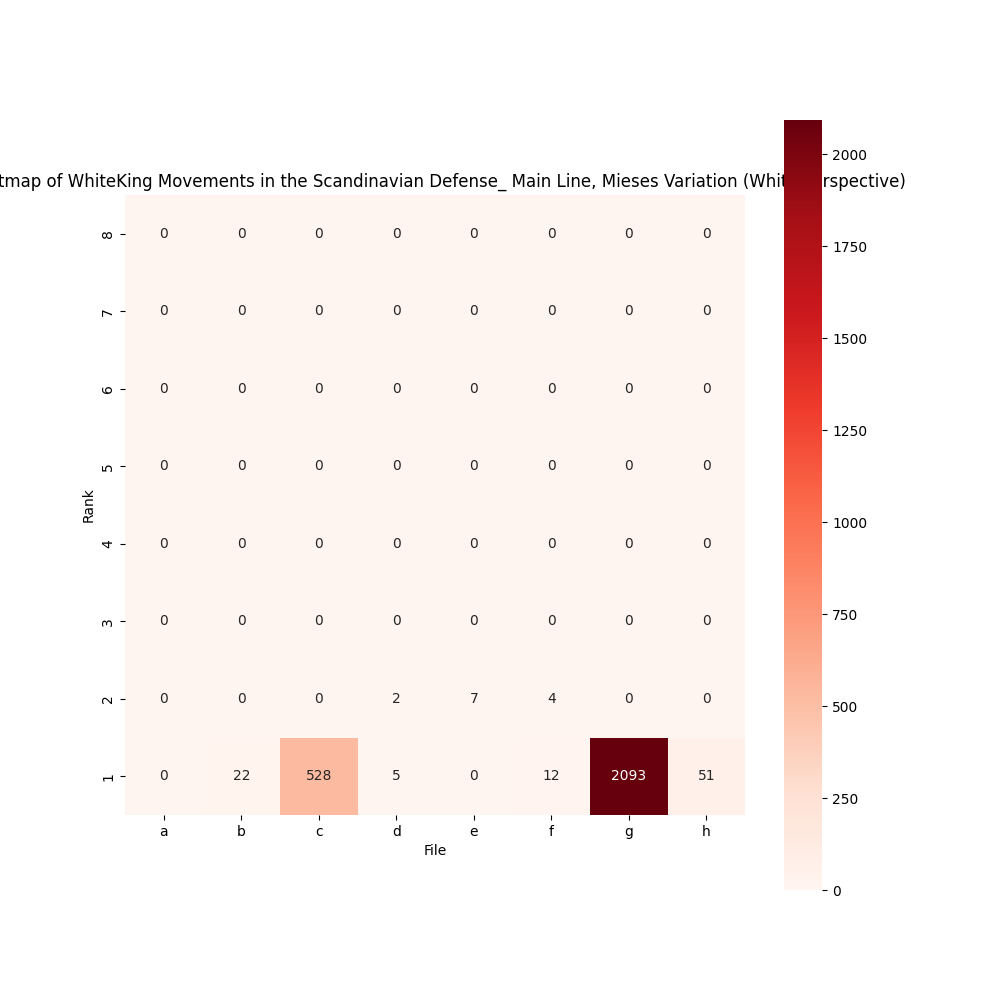 tmap of WhiteKing Movements in the Scandinavian Defense_ Main Line, Mieses Variation (Whit rspective)
2000
1750
1500
1250
1000
750
500
250
0
Rank
8 0 0 0 0 0 0 0 0
7 0 0 0 0 0 0 0 0
6 0 0 0 0 0 0 0 0
5 0 0 0 0 0 0 0 0
4 0 0 0 0 0 0 0 0
3 0 0 0 0 0 0 0 0
2 0 0 0 2 7 4 0 0
1 0 22 528 5 0 12 2093 51
a b c d e f g h
File